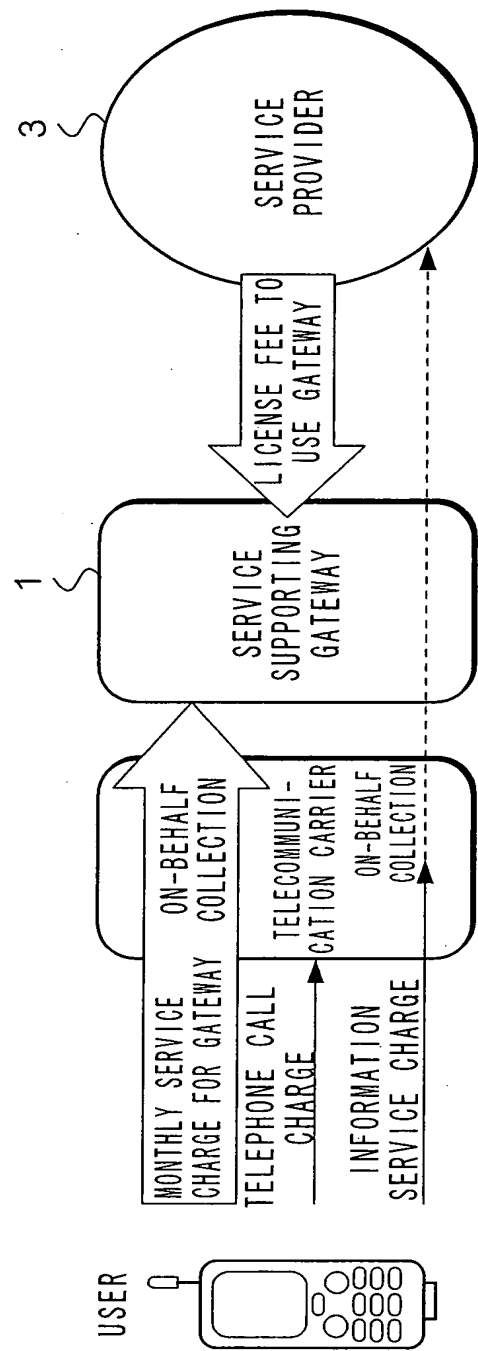 USER
MONTHLY SERVICE
CHARGE FOR GATEWAY
ON-BEHALF
COLLECTION
TELEPHONE CALL
CHARGE
TELECOMMUNI-
CATION CARRIER
INFORMATION
SERVICE CHARGE
ON-BEHALF
COLLECTION
1
SERVICE
SUPPORTING
GATEWAY
LICENSE FEE TO
USE GATEWAY
3
SERVICE
PROVIDER